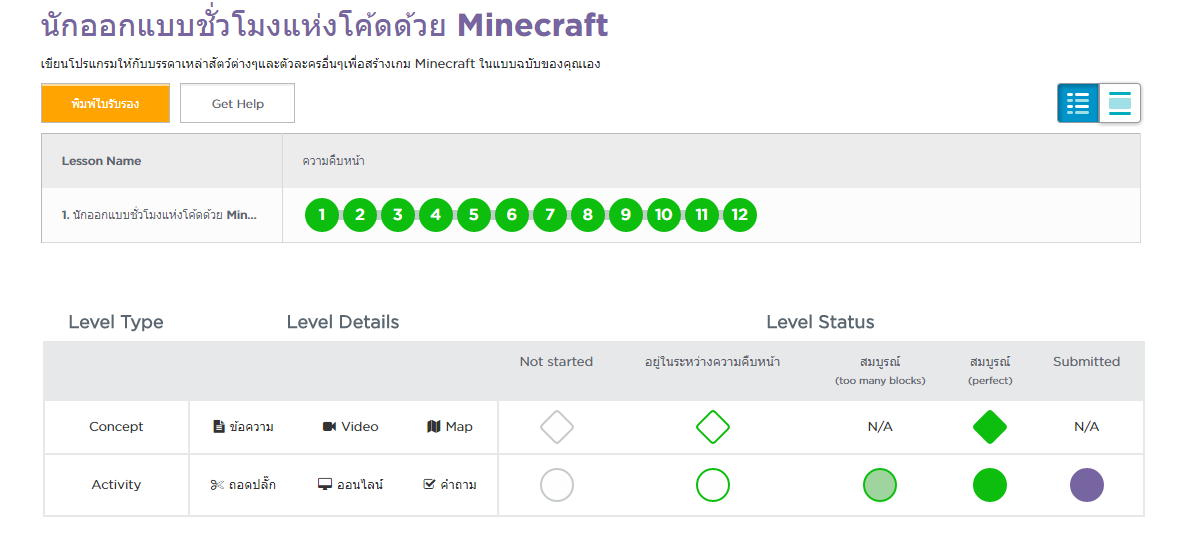 นักออกแบบชั่วโมงแห่งโค้ดด้วย Minecraft
เขียนโปรแกรมให้กับบรรดาเหล่าสัตว์ต่างๆและตัวละครอื่นๆเพื่อสร้างเกม Minecraft ในแบบฉบับของคุณเอง
พิมพ์ใบรับรอง Get Help
Lesson Name ความคืบหน้า
1. นักออกแบบชั่วโมงแห่งโค้ดด้วย Min... 1 2 3 4 5 6 7 8 9 10 11 12
Level Type Level Details Level Status
Not started อยู่ในระหว่างความคืบหน้า สมบูรณ์ สมบูรณ์ Submitted
(too many blocks) (perfect)
Concept ข้อความ Video Map N/A N/A
Activity ถอดปลั๊ก ออนไลน์ คำถาม